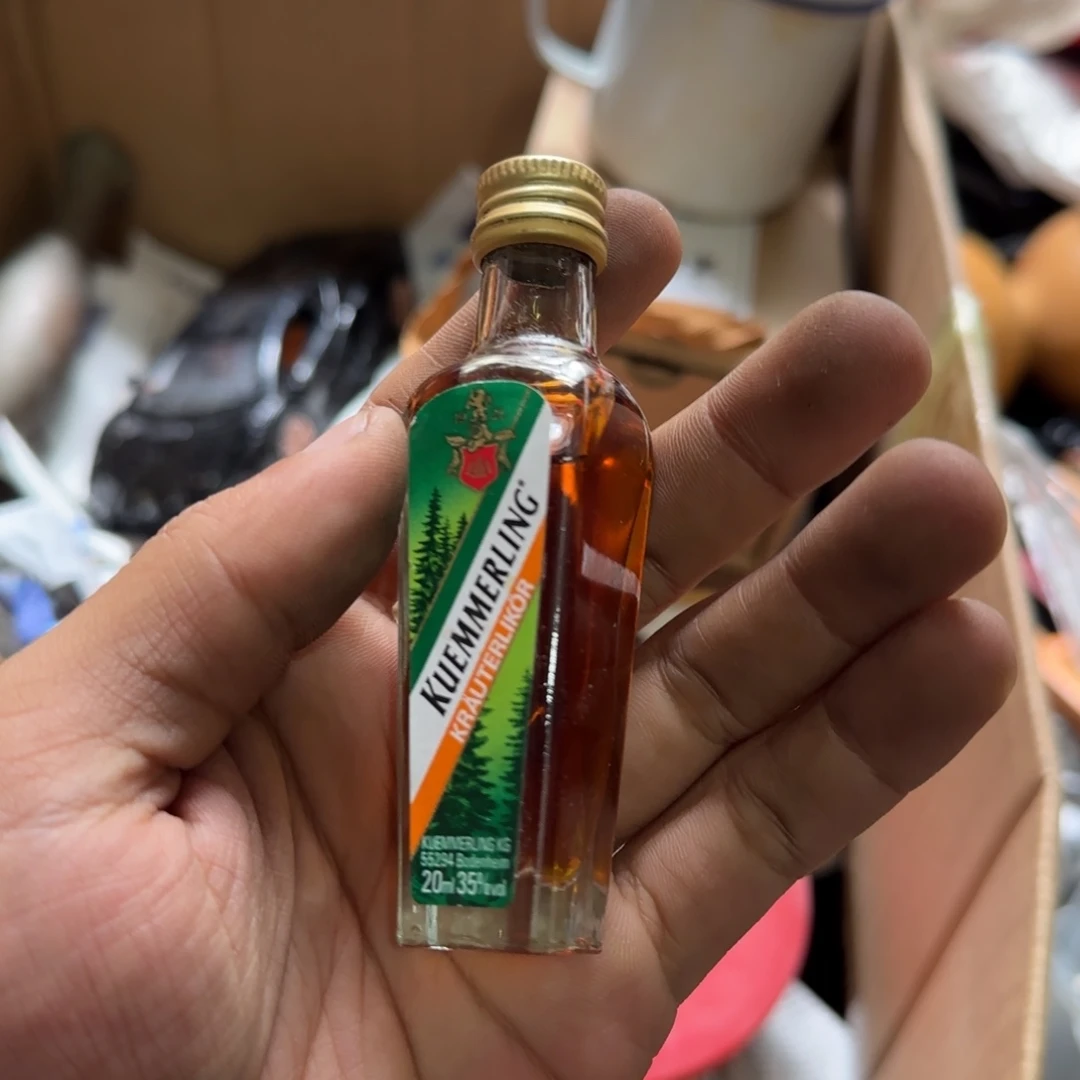 KUEMMERLING®
KRÄUTERLIKÖR
KUEMMERLING KG
55294 Bodenheim
20ml 35%vol